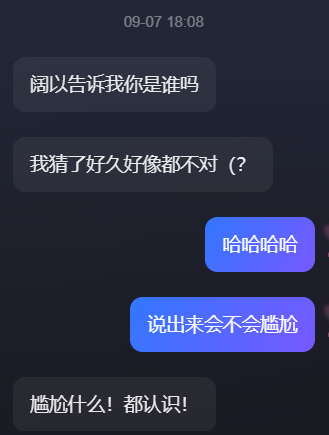 09-07 18:08
阔以告诉我你是谁吗
我猜了好久好像都不对（?
哈哈哈哈
说出来会不会尴尬
尴尬什么！都认识！